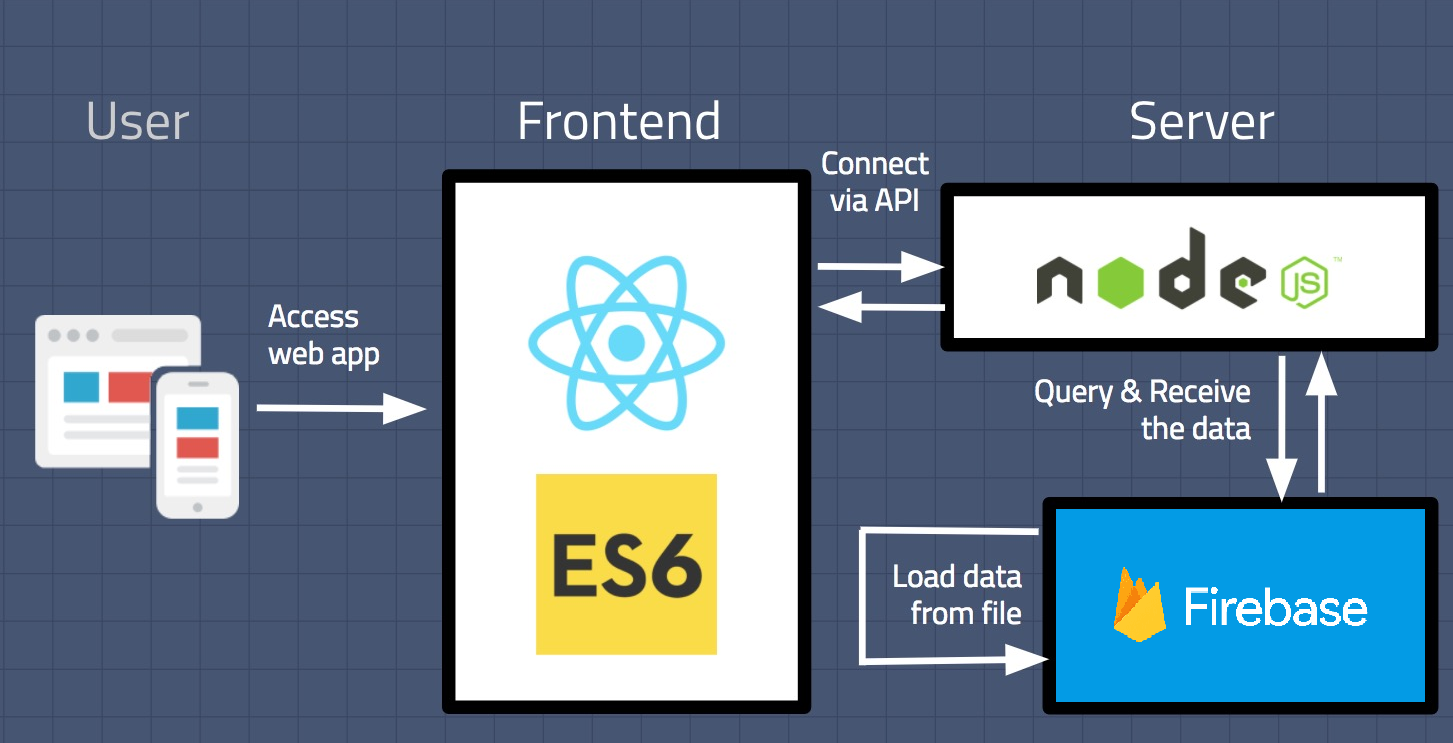 User
Frontend
Server
Connect
via API
node
JS
™
Access
web app
Query & Receive
the data
ES6
Load data
from file
Firebase